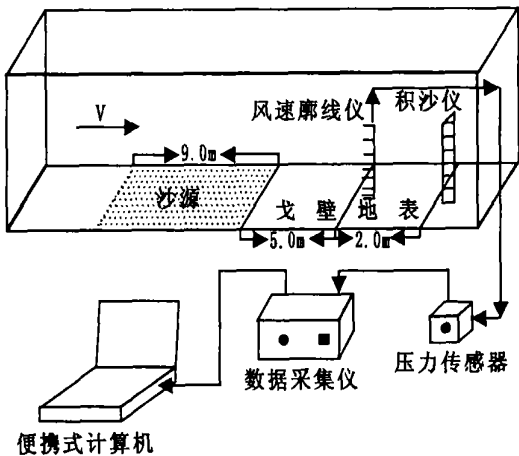 风速廓线仪
积沙仪
V
9.0m
沙源
戈壁地表
5.0m
2.0m
数据采集仪
压力传感器
便携式计算机